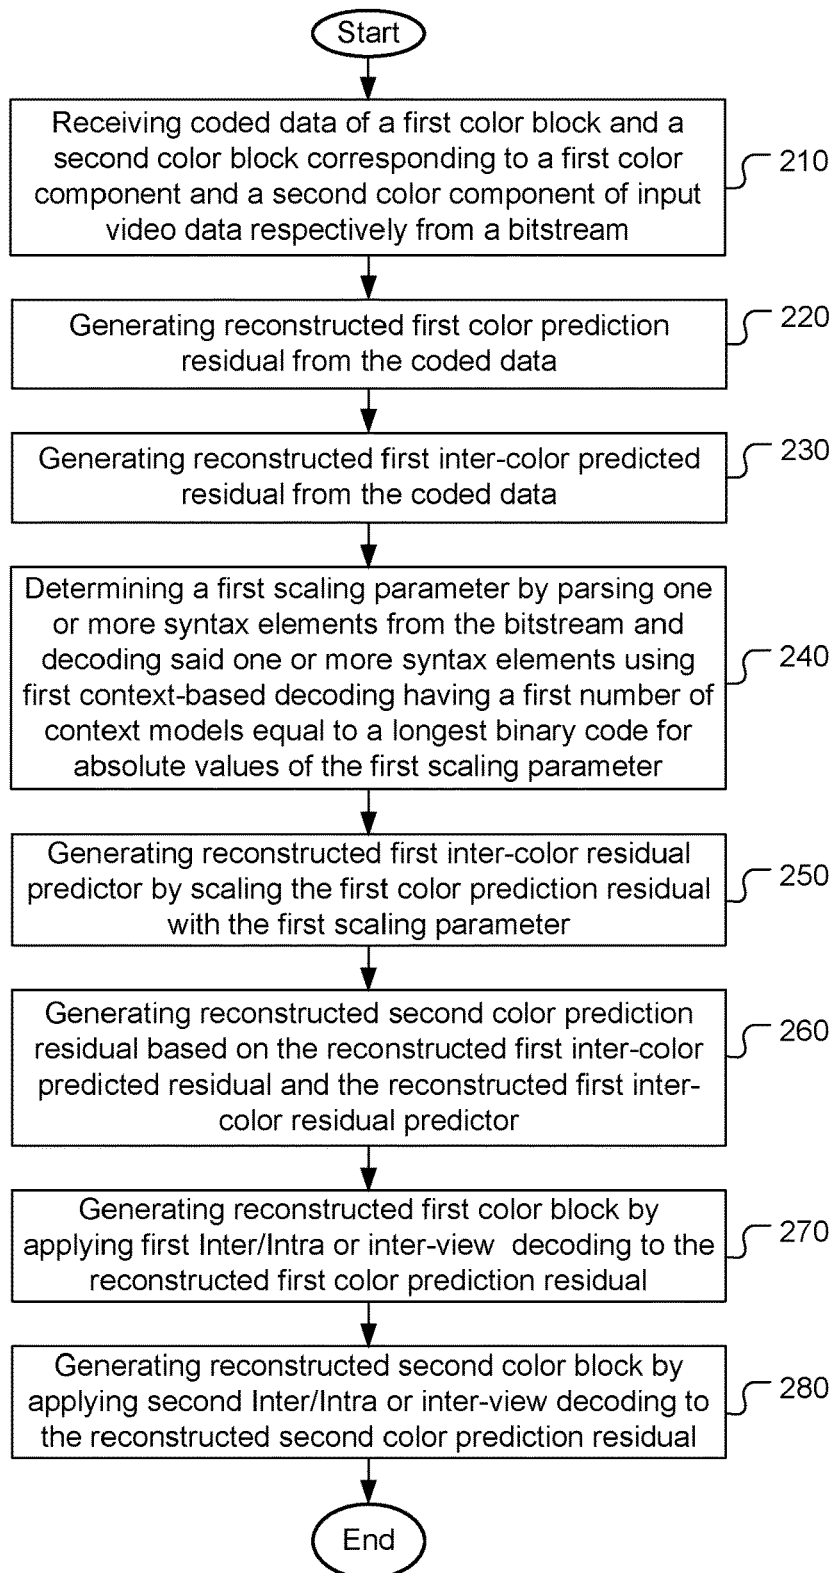 Start
Receiving coded data of a first color block and a
second color block corresponding to a first color
component and a second color component of input
video data respectively from a bitstream
210
Generating reconstructed first color prediction
residual from the coded data
220
Generating reconstructed first inter-color predicted
residual from the coded data
230
Determining a first scaling parameter by parsing one
or more syntax elements from the bitstream and
decoding said one or more syntax elements using
first context-based decoding having a first number of
context models equal to a longest binary code for
absolute values of the first scaling parameter
240
Generating reconstructed first inter-color residual
predictor by scaling the first color prediction residual
with the first scaling parameter
250
Generating reconstructed second color prediction
residual based on the reconstructed first inter-color
predicted residual and the reconstructed first inter-
color residual predictor
260
Generating reconstructed first color block by
applying first Inter/Intra or inter-view decoding to the
reconstructed first color prediction residual
270
Generating reconstructed second color block by
applying second Inter/Intra or inter-view decoding to
the reconstructed second color prediction residual
280
End